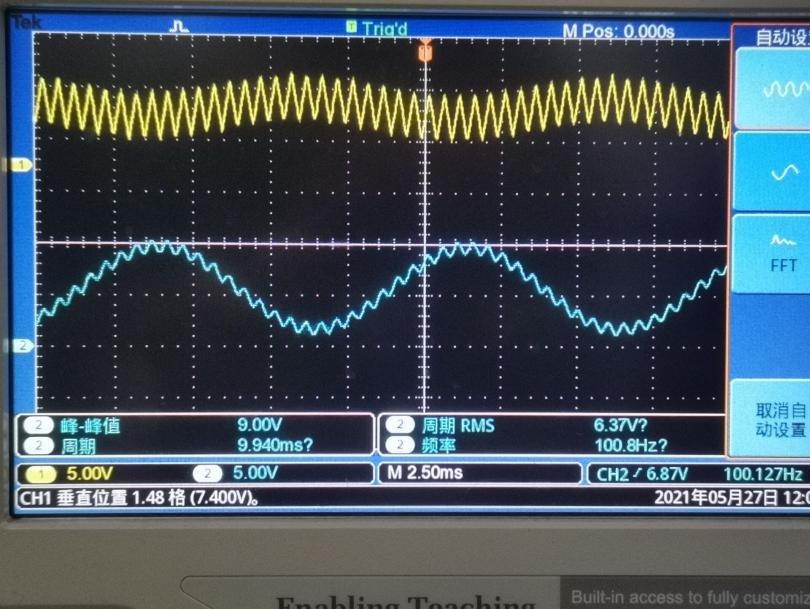 Tek
T Trig'd
M Pos: 0.000s
自动设
FFT
取消自
动设置
1
2
2 峰-峰值 9.00V
2 周期 9.940ms?
2 周期 RMS 6.37V?
2 频率 100.8Hz?
1 5.00V 2 5.00V
M 2.50ms
CH2 6.87V 100.127Hz
CH1 垂直位置 1.48 格 (7.400V)。
2021年05月27日 12:0
Enabling Teaching
Built-in access to fully customiz